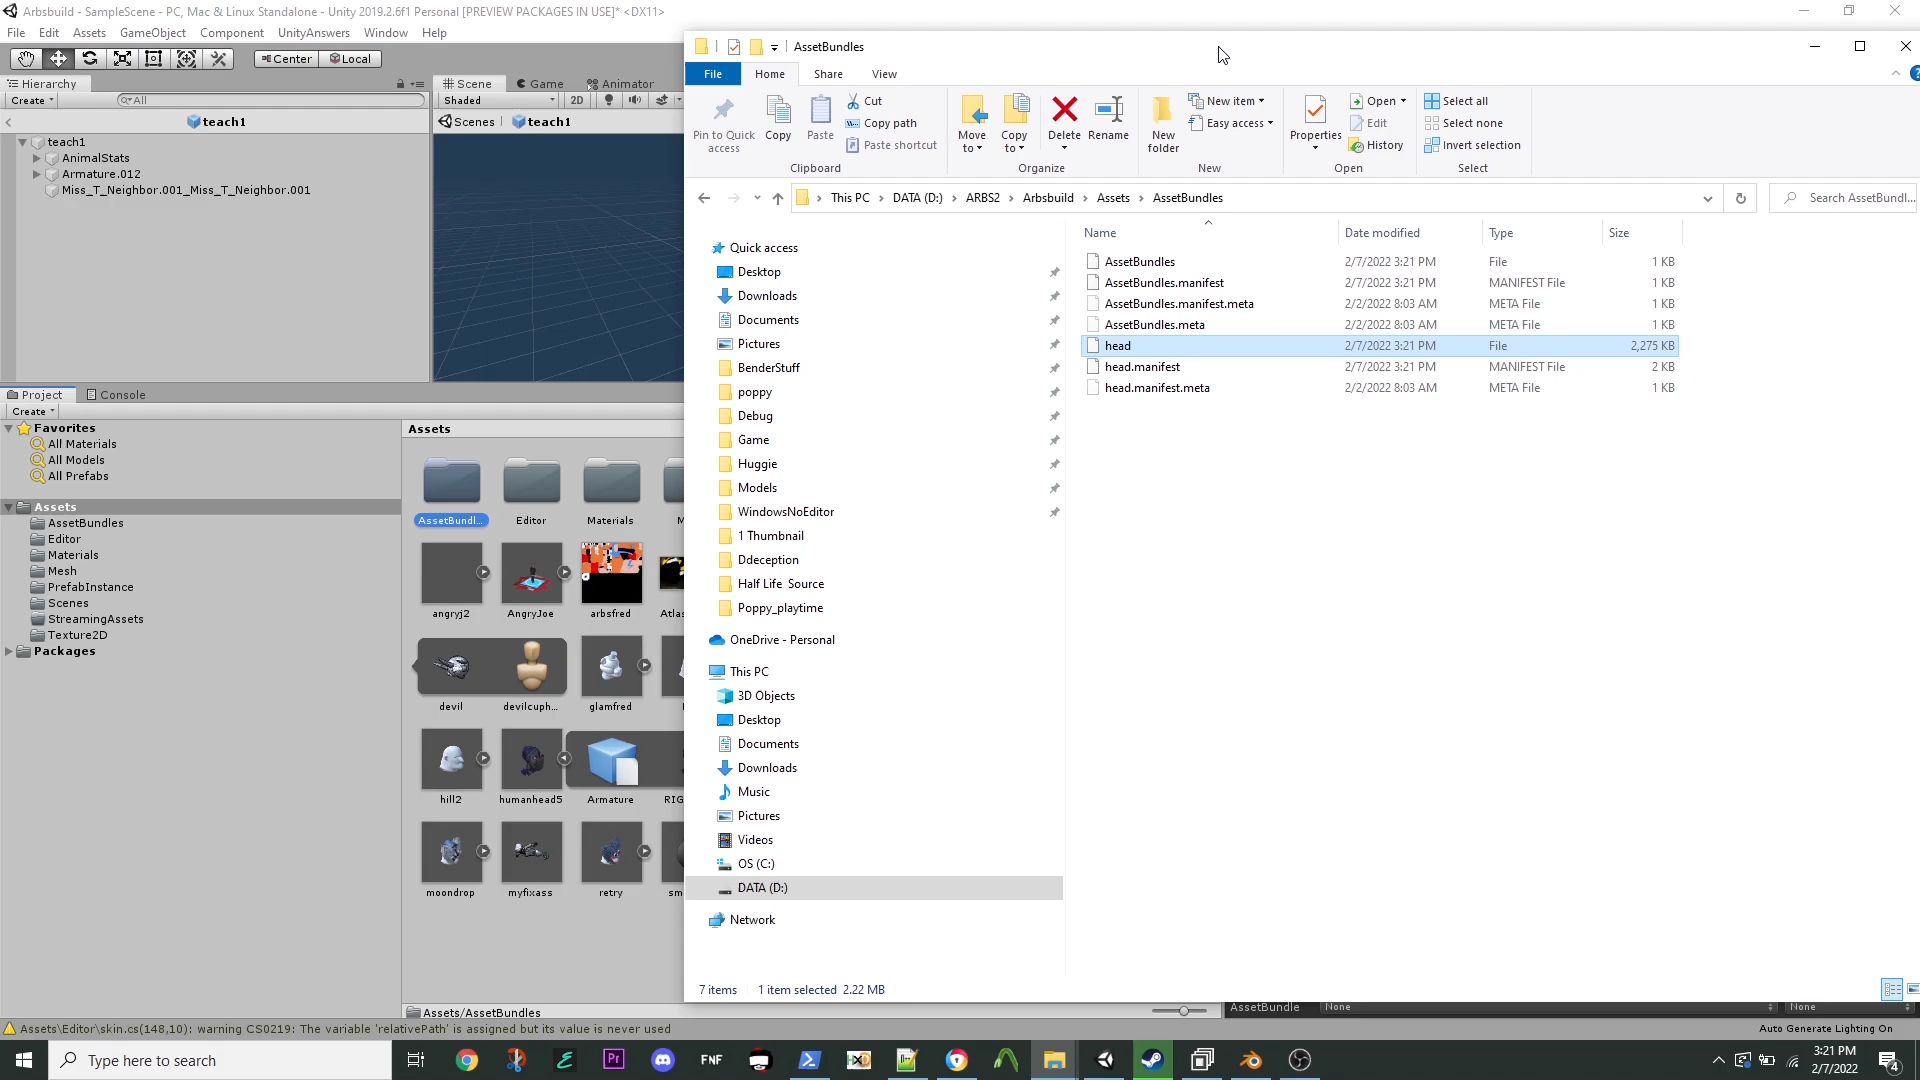 Arbsbuild - SampleScene - PC, Mac & Linux Standalone - Unity 2019.2.6f1 Personal [PREVIEW PACKAGES IN USE]* <DX11>
File Edit Assets GameObject Component UnityAnswers Window Help
Center Local
Hierarchy
Create All
teach1
teach1
AnimalStats
Armature.012
Miss_T_Neighbor.001_Miss_T_Neighbor.001
Scene Game Animator
Shaded 2D
Scenes teach1
Project Console
Create
Favorites
All Materials
All Models
All Prefabs
Assets
AssetBundles
Editor
Materials
Mesh
PrefabInstance
Scenes
StreamingAssets
Texture2D
Packages
Assets
AssetBundl... Editor Materials M
angryj2 AngryJoe arbsfred Atlas
devil devilcuph... glamfred
hill2 humanhead5 Armature RIG
moondrop myfixass retry sm
Assets/AssetBundles
AssetBundle None None
Assets\Editor\skin.cs(148,10): warning CS0219: The variable 'relativePath' is assigned but its value is never used
Auto Generate Lighting On
AssetBundles
File Home Share View
Pin to Quick access
Copy
Paste
Cut
Copy path
Paste shortcut
Clipboard
Move to
Copy to
Delete
Rename
Organize
New folder
New item
Easy access
New
Properties
Open
Edit
History
Open
Select all
Select none
Invert selection
Select
This PC DATA (D:) ARBS2 Arbsbuild Assets AssetBundles
Search AssetBundl...
Quick access
Desktop
Downloads
Documents
Pictures
BenderStuff
poppy
Debug
Game
Huggie
Models
WindowsNoEditor
1 Thumbnail
Ddeception
Half Life Source
Poppy_playtime
OneDrive - Personal
This PC
3D Objects
Desktop
Documents
Downloads
Music
Pictures
Videos
OS (C:)
DATA (D:)
Network
Name Date modified Type Size
AssetBundles 2/7/2022 3:21 PM File 1 KB
AssetBundles.manifest 2/7/2022 3:21 PM MANIFEST File 1 KB
AssetBundles.manifest.meta 2/2/2022 8:03 AM META File 1 KB
AssetBundles.meta 2/2/2022 8:03 AM META File 1 KB
head 2/7/2022 3:21 PM File 2,275 KB
head.manifest 2/7/2022 3:21 PM MANIFEST File 2 KB
head.manifest.meta 2/2/2022 8:03 AM META File 1 KB
7 items 1 item selected 2.22 MB
Type here to search
Pr
FNF
3:21 PM
2/7/2022
4